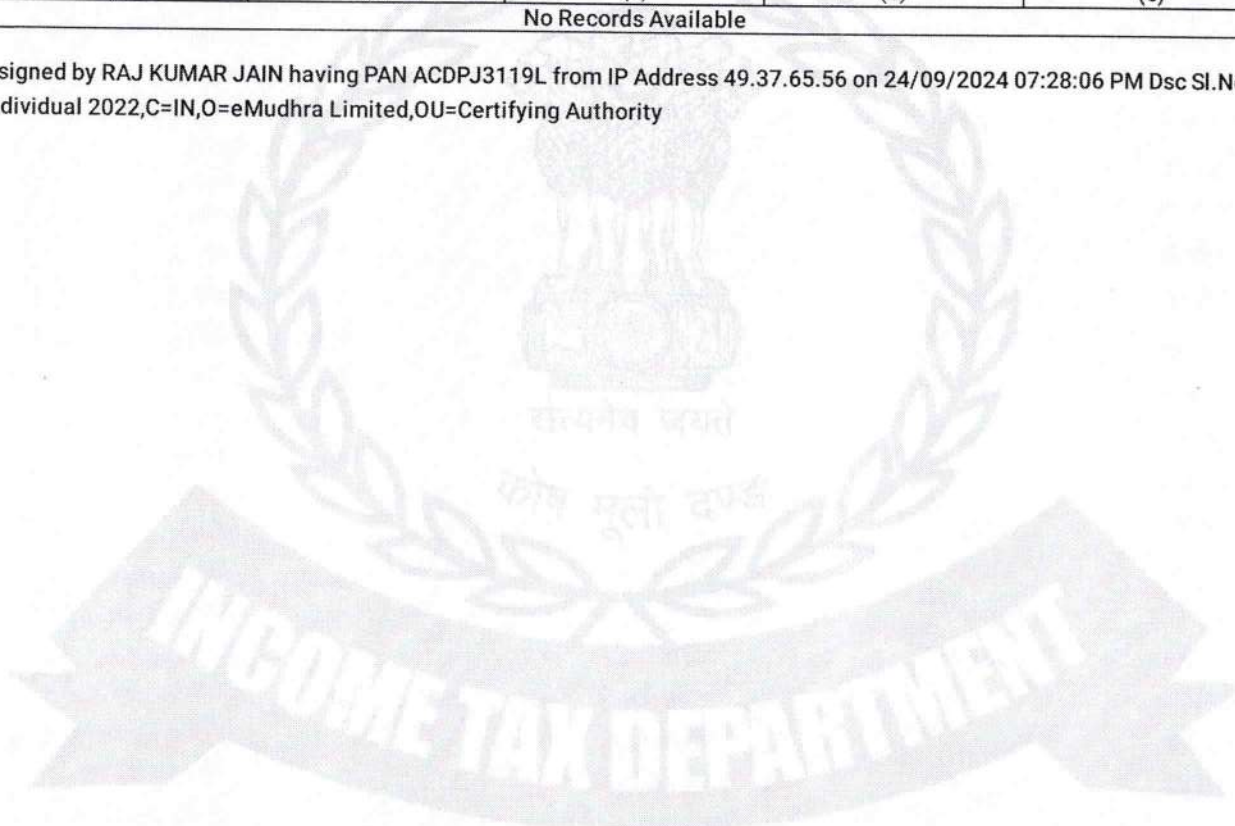 No Records Available
signed by RAJ KUMAR JAIN having PAN ACDPJ3119L from IP Address 49.37.65.56 on 24/09/2024 07:28:06 PM Dsc Sl.N
dividual 2022,C=IN,O=eMudhra Limited,OU=Certifying Authority
सत्यमेव जयते
कोष मूलो दण्ड
INCOME TAX DEPARTMENT